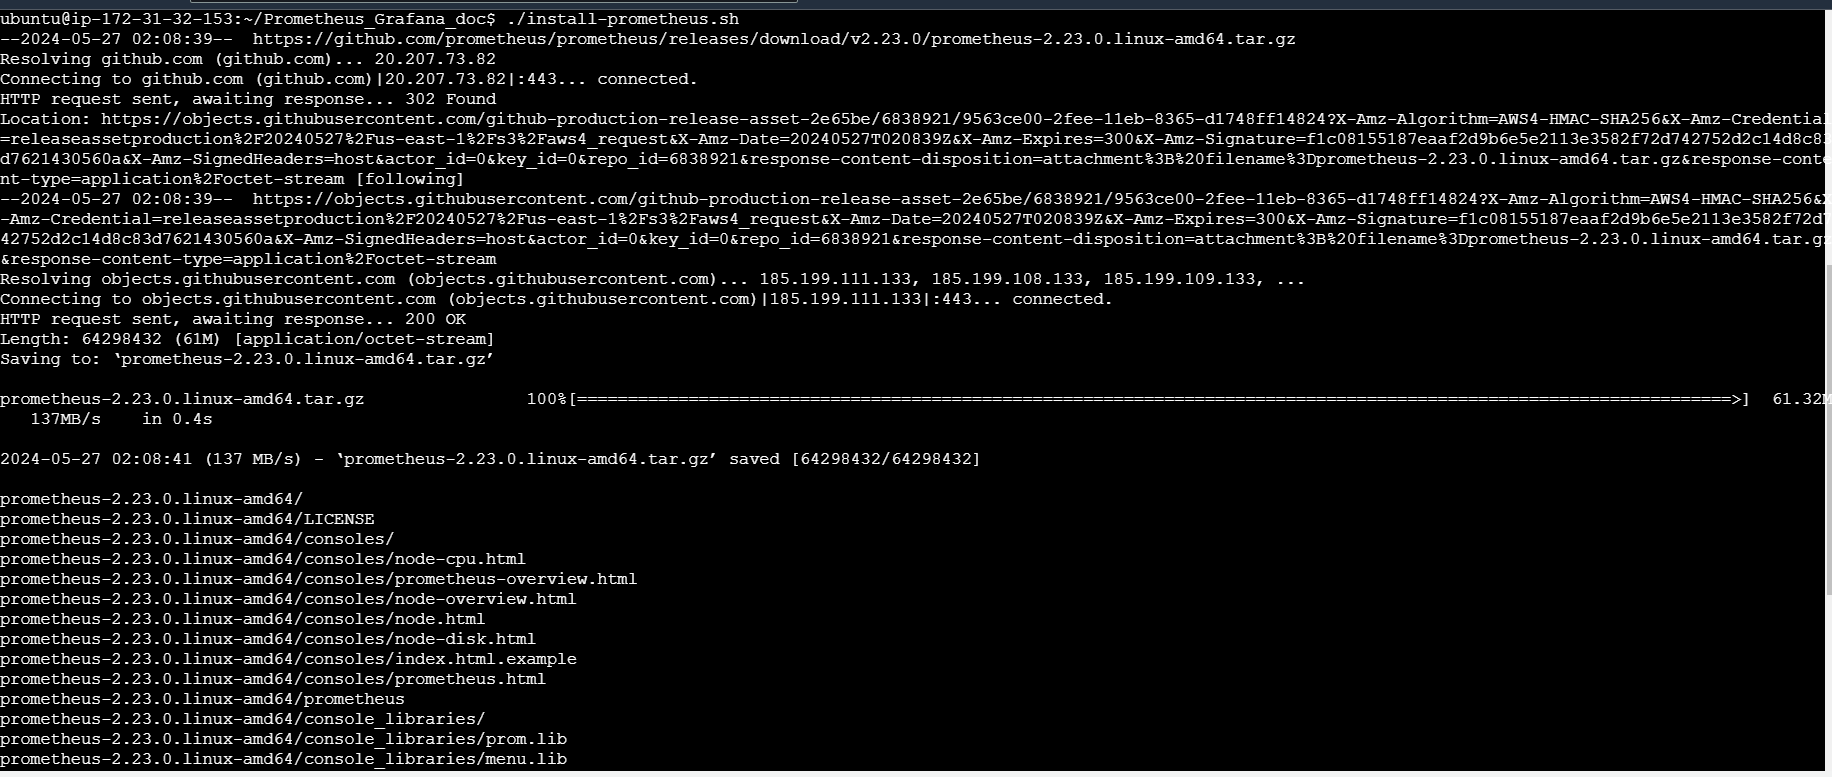 ubuntu@ip-172-31-32-153:~/Prometheus_Grafana_doc$ ./install-prometheus.sh
--2024-05-27 02:08:39--  https://github.com/prometheus/prometheus/releases/download/v2.23.0/prometheus-2.23.0.linux-amd64.tar.gz
Resolving github.com (github.com)... 20.207.73.82
Connecting to github.com (github.com)|20.207.73.82|:443... connected.
HTTP request sent, awaiting response... 302 Found
Location: https://objects.githubusercontent.com/github-production-release-asset-2e65be/6838921/9563ce00-2fee-11eb-8365-d1748ff14824?X-Amz-Algorithm=AWS4-HMAC-SHA256&X-Amz-Credential
=releaseassetproduction%2F20240527%2Fus-east-1%2Fs3%2Faws4_request&X-Amz-Date=20240527T020839Z&X-Amz-Expires=300&X-Amz-Signature=f1c08155187eaaf2d9b6e5e2113e3582f72d742752d2c14d8c83
d7621430560a&X-Amz-SignedHeaders=host&actor_id=0&key_id=0&repo_id=6838921&response-content-disposition=attachment%3B%20filename%3Dprometheus-2.23.0.linux-amd64.tar.gz&response-conte
nt-type=application%2Foctet-stream [following]
--2024-05-27 02:08:39--  https://objects.githubusercontent.com/github-production-release-asset-2e65be/6838921/9563ce00-2fee-11eb-8365-d1748ff14824?X-Amz-Algorithm=AWS4-HMAC-SHA256&X
-Amz-Credential=releaseassetproduction%2F20240527%2Fus-east-1%2Fs3%2Faws4_request&X-Amz-Date=20240527T020839Z&X-Amz-Expires=300&X-Amz-Signature=f1c08155187eaaf2d9b6e5e2113e3582f72d7
42752d2c14d8c83d7621430560a&X-Amz-SignedHeaders=host&actor_id=0&key_id=0&repo_id=6838921&response-content-disposition=attachment%3B%20filename%3Dprometheus-2.23.0.linux-amd64.tar.gz
&response-content-type=application%2Foctet-stream
Resolving objects.githubusercontent.com (objects.githubusercontent.com)... 185.199.111.133, 185.199.108.133, 185.199.109.133, ...
Connecting to objects.githubusercontent.com (objects.githubusercontent.com)|185.199.111.133|:443... connected.
HTTP request sent, awaiting response... 200 OK
Length: 64298432 (61M) [application/octet-stream]
Saving to: ‘prometheus-2.23.0.linux-amd64.tar.gz’
prometheus-2.23.0.linux-amd64.tar.gz                100%[==================================================================================================================>]  61.32M
   137MB/s    in 0.4s
2024-05-27 02:08:41 (137 MB/s) - ‘prometheus-2.23.0.linux-amd64.tar.gz’ saved [64298432/64298432]
prometheus-2.23.0.linux-amd64/
prometheus-2.23.0.linux-amd64/LICENSE
prometheus-2.23.0.linux-amd64/consoles/
prometheus-2.23.0.linux-amd64/consoles/node-cpu.html
prometheus-2.23.0.linux-amd64/consoles/prometheus-overview.html
prometheus-2.23.0.linux-amd64/consoles/node-overview.html
prometheus-2.23.0.linux-amd64/consoles/node.html
prometheus-2.23.0.linux-amd64/consoles/node-disk.html
prometheus-2.23.0.linux-amd64/consoles/index.html.example
prometheus-2.23.0.linux-amd64/consoles/prometheus.html
prometheus-2.23.0.linux-amd64/prometheus
prometheus-2.23.0.linux-amd64/console_libraries/
prometheus-2.23.0.linux-amd64/console_libraries/prom.lib
prometheus-2.23.0.linux-amd64/console_libraries/menu.lib